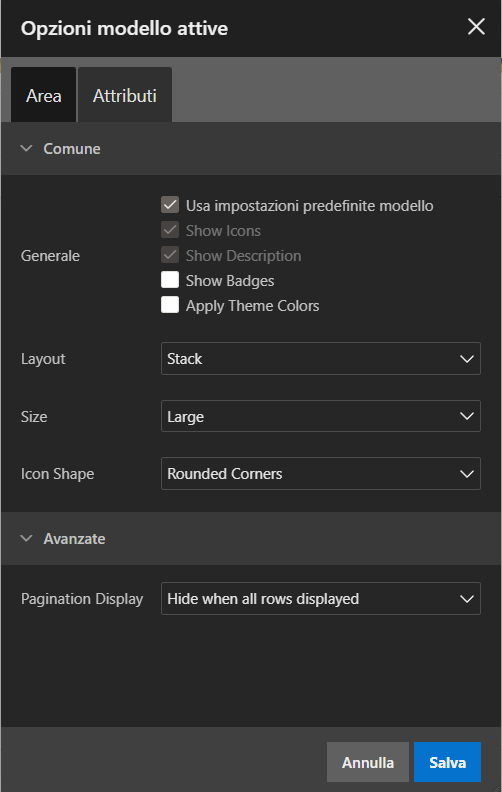 Opzioni modello attive
Area
Attributi
Comune
Generale
Usa impostazioni predefinite modello
Show Icons
Show Description
Show Badges
Apply Theme Colors
Layout
Stack
Size
Large
Icon Shape
Rounded Corners
Avanzate
Pagination Display
Hide when all rows displayed
Annulla
Salva